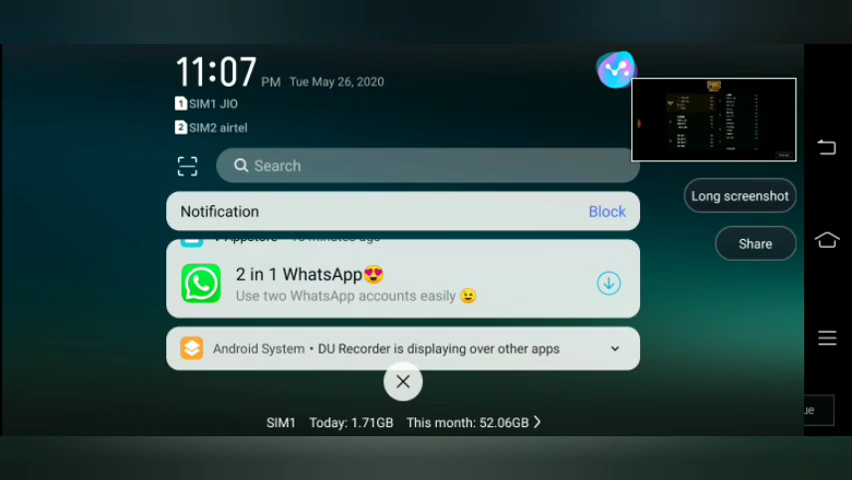 11:07 PM Tue May 26, 2020
1 SIM1 JIO
2 SIM2 airtel
Search
Long screenshot
Notification Block
Share
2 in 1 WhatsApp😍
Use two WhatsApp accounts easily 😉
Android System • DU Recorder is displaying over other apps
SIM1 Today: 1.71GB This month: 52.06GB
ue